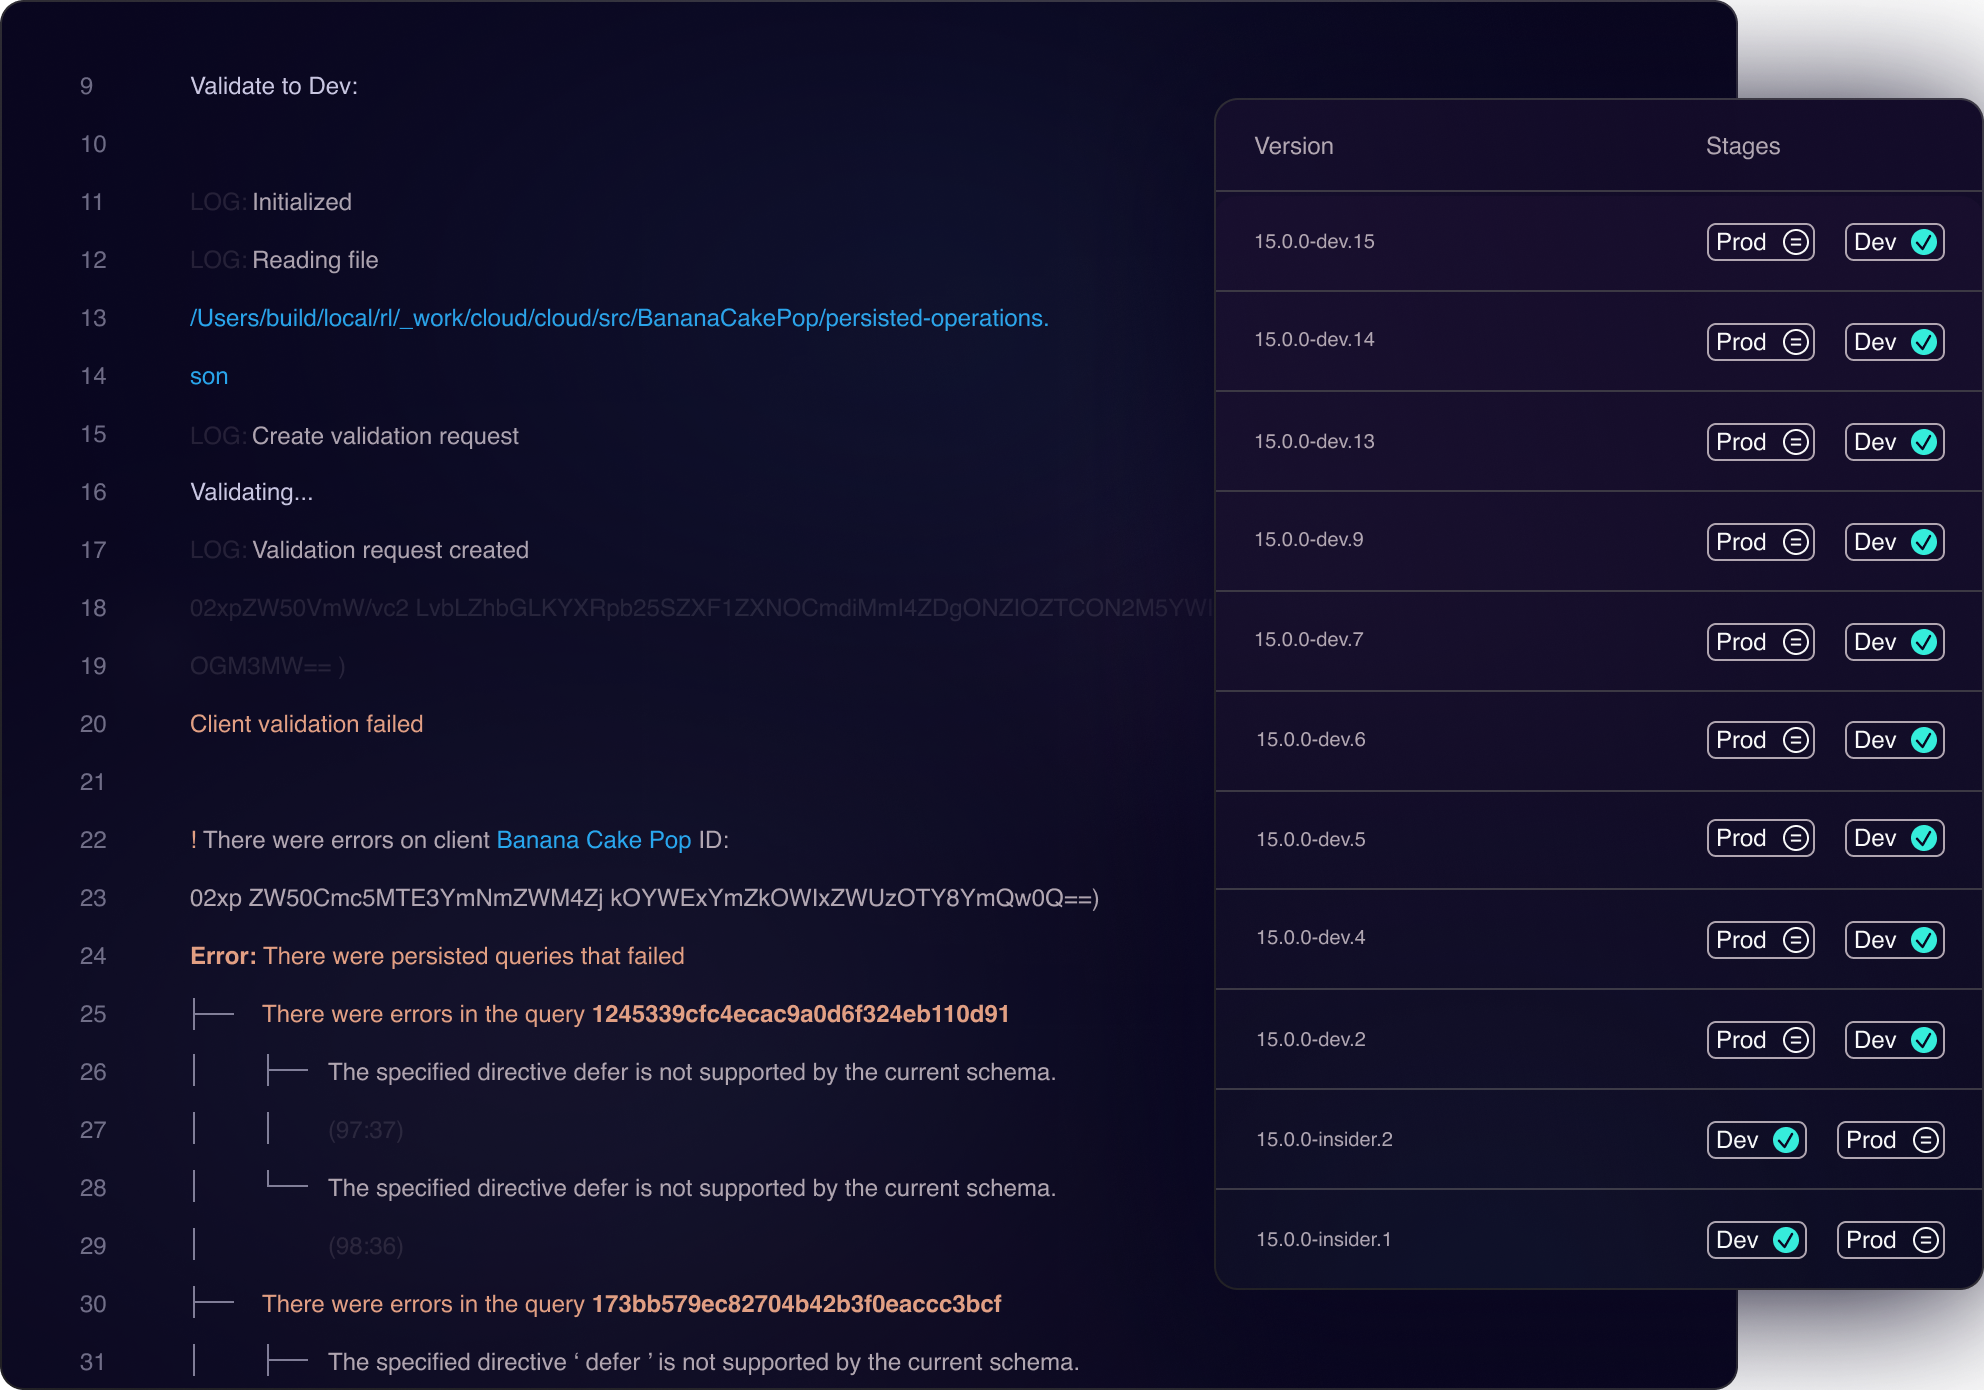 9 Validate to Dev:
10
11 LOG: Initialized
12 LOG: Reading file
13 /Users/build/local/rl/_work/cloud/cloud/src/BananaCakePop/persisted-operations.
14 son
15 LOG: Create validation request
16 Validating...
17 LOG: Validation request created
18 02xpZW50VmW/vc2 LvbLZhbGLKYXRpb25SZXF1ZXNOCmdiMmI4ZDgONZIOZTCON2M5YWI
19 OGM3MW== )
20 Client validation failed
21
22 ! There were errors on client Banana Cake Pop ID:
23 02xp ZW50Cmc5MTE3YmNmZWM4Zj kOYWExYmZkOWIxZWUzOTY8YmQw0Q==)
24 Error: There were persisted queries that failed
25 There were errors in the query 1245339cfc4ecac9a0d6f324eb110d91
26 The specified directive defer is not supported by the current schema.
27 (97:37)
28 The specified directive defer is not supported by the current schema.
29 (98:36)
30 There were errors in the query 173bb579ec82704b42b3f0eaccc3bcf
31 The specified directive ‘ defer ’ is not supported by the current schema.
Version Stages
15.0.0-dev.15 Prod Dev
15.0.0-dev.14 Prod Dev
15.0.0-dev.13 Prod Dev
15.0.0-dev.9 Prod Dev
15.0.0-dev.7 Prod Dev
15.0.0-dev.6 Prod Dev
15.0.0-dev.5 Prod Dev
15.0.0-dev.4 Prod Dev
15.0.0-dev.2 Prod Dev
15.0.0-insider.2 Dev Prod
15.0.0-insider.1 Dev Prod